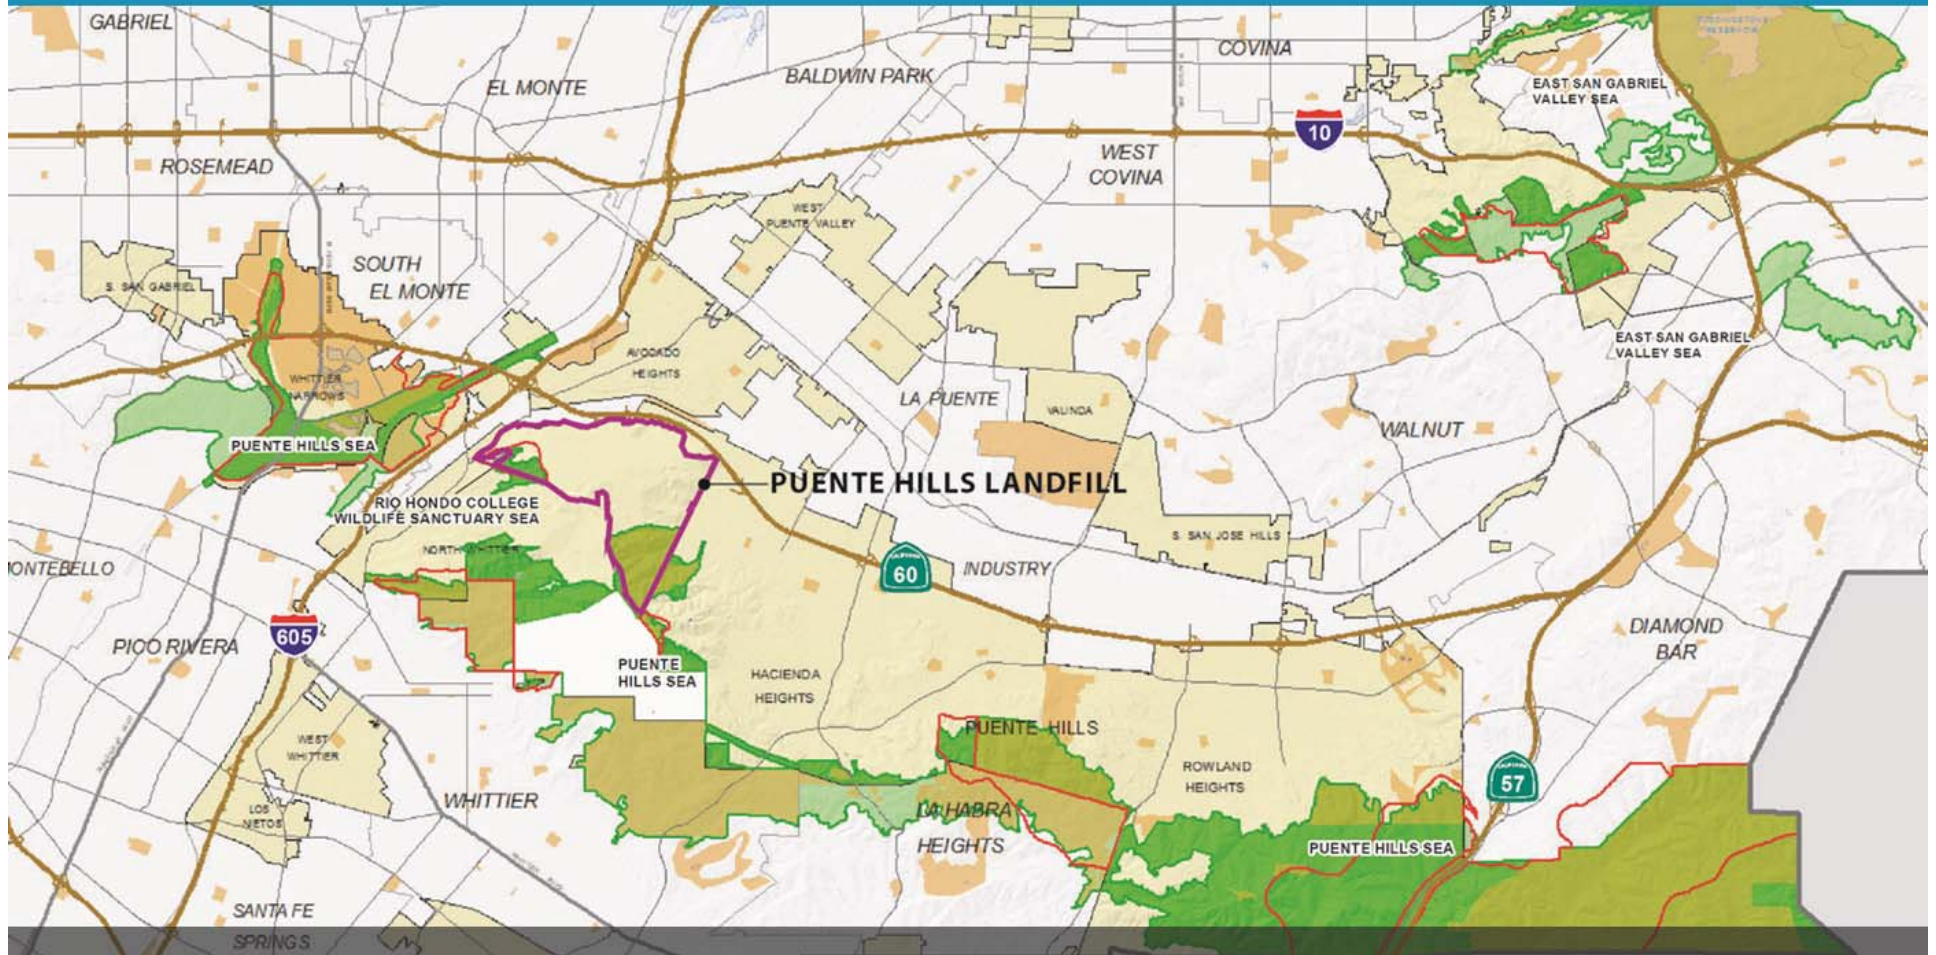 GABRIEL
COVINA
EL MONTE
BALDWIN PARK
EAST SAN GABRIEL
VALLEY SEA
10
ROSEMEAD
WEST
COVINA
WEST
PUENTE VALLEY
SOUTH
EL MONTE
S. SAN GABRIEL
EAST SAN GABRIEL
VALLEY SEA
AVOCADO
HEIGHTS
WHITTIER
NARROWS
LA PUENTE
VALINDA
WALNUT
PUENTE HILLS SEA
PUENTE HILLS LANDFILL
RIO HONDO COLLEGE
WILDLIFE SANCTUARY SEA
NORTH WHITTIER
S. SAN JOSE HILLS
ONTEBELLO
CALIFORNIA
60
INDUSTRY
605
PICO RIVERA
DIAMOND
BAR
PUENTE
HILLS SEA
HACIENDA
HEIGHTS
PUENTE HILLS
WEST
WHITTIER
ROWLAND
HEIGHTS
CALIFORNIA
57
LOS
NIETOS
WHITTIER
LA HABRA
HEIGHTS
PUENTE HILLS SEA
SANTA FE
SPRINGS